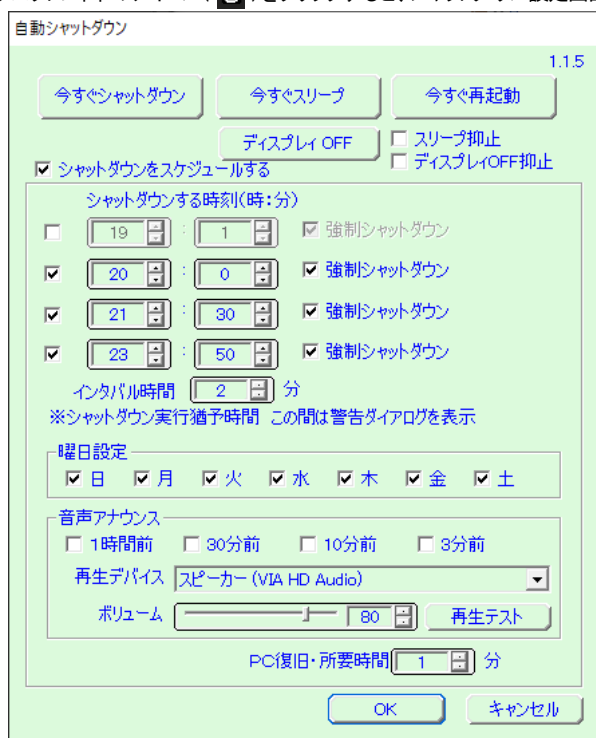 自動シャットダウン
1.1.5
今すぐシャットダウン 今すぐスリープ 今すぐ再起動
ディスプレイ OFF スリープ抑止
ディスプレイOFF抑止
シャットダウンをスケジュールする
シャットダウンする時刻(時:分)
19 : 1 強制シャットダウン
20 : 0 強制シャットダウン
21 : 30 強制シャットダウン
23 : 50 強制シャットダウン
インタバル時間 2 分
※シャットダウン実行猶予時間 この間は警告ダイアログを表示
曜日設定
日 月 火 水 木 金 土
音声アナウンス
1時間前 30分前 10分前 3分前
再生デバイス スピーカー (VIA HD Audio)
ボリューム 80 再生テスト
PC復旧・所要時間 1 分
OK キャンセル